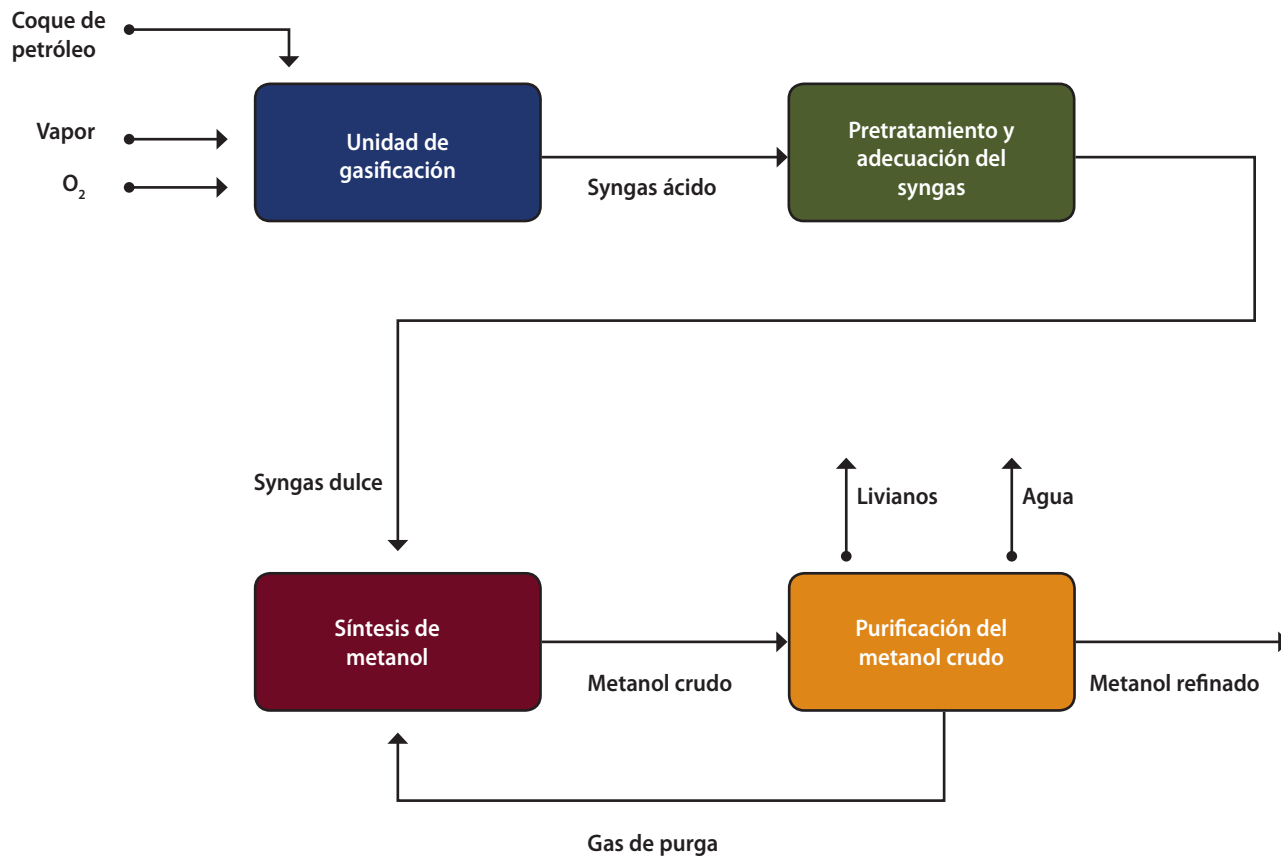 Coque de
petróleo
Vapor
O₂
Unidad de
gasificación
Syngas ácido
Pretratamiento y
adecuación del
syngas
Syngas dulce
Livianos
Agua
Síntesis de
metanol
Metanol crudo
Purificación del
metanol crudo
Metanol refinado
Gas de purga